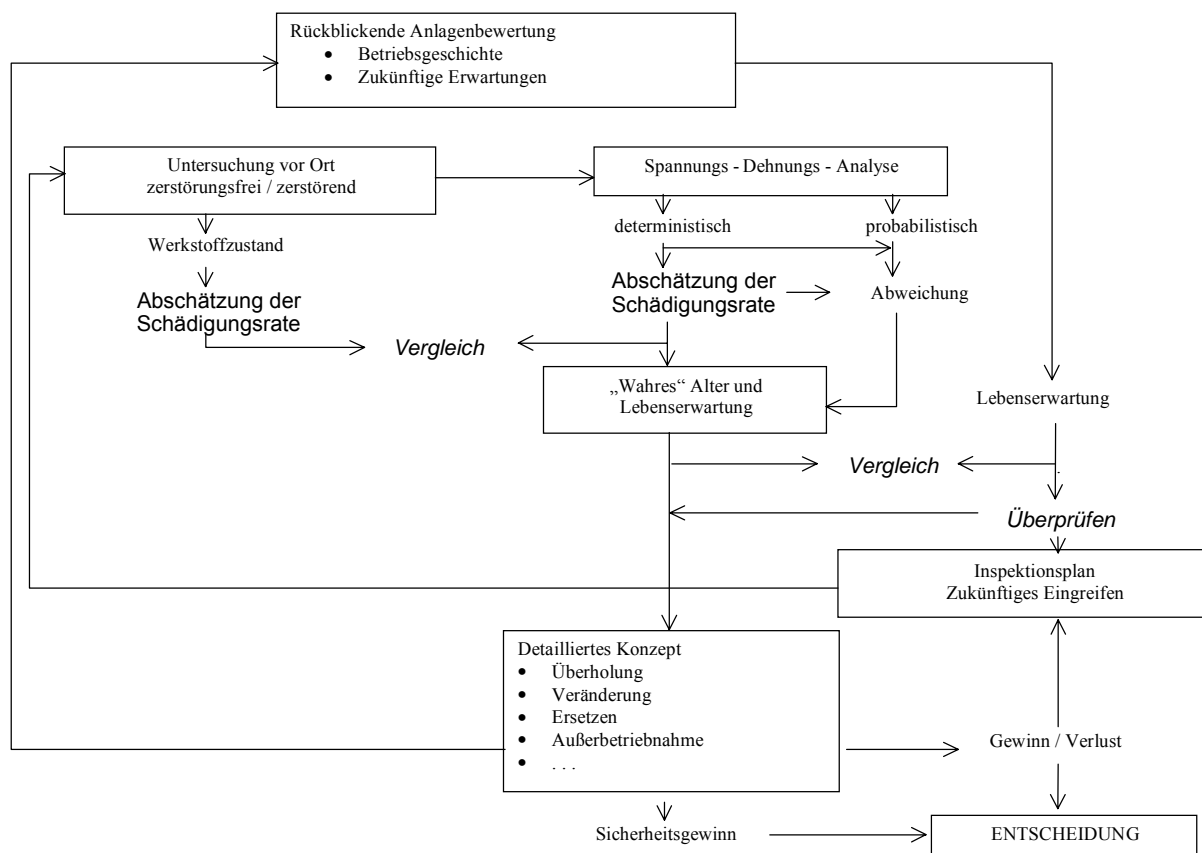 Rückblickende Anlagenbewertung
• Betriebsgeschichte
• Zukünftige Erwartungen
Untersuchung vor Ort
zerstörungsfrei / zerstörend
Spannungs - Dehnungs - Analyse
Werkstoffzustand
deterministisch
probabilistisch
Abschätzung der
Schädigungsrate
Abschätzung der
Schädigungsrate
Abweichung
Vergleich
„Wahres“ Alter und
Lebenserwartung
Lebenserwartung
Vergleich
.
Überprüfen
Inspektionsplan
Zukünftiges Eingreifen
Detailliertes Konzept
• Überholung
• Veränderung
• Ersetzen
• Außerbetriebnahme
• . . .
Gewinn / Verlust
Sicherheitsgewinn
ENTSCHEIDUNG